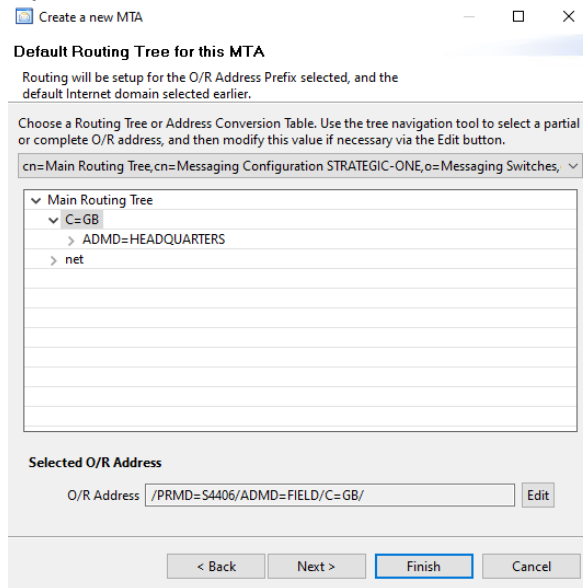 Create a new MTA
Default Routing Tree for this MTA
Routing will be setup for the O/R Address Prefix selected, and the
default Internet domain selected earlier.
Choose a Routing Tree or Address Conversion Table. Use the tree navigation tool to select a partial
or complete O/R address, and then modify this value if necessary via the Edit button.
cn=Main Routing Tree,cn=Messaging Configuration STRATEGIC-ONE,o=Messaging Switches,
Main Routing Tree
C=GB
ADMD=HEADQUARTERS
net
Selected O/R Address
O/R Address /PRMD=S4406/ADMD=FIELD/C=GB/ Edit
< Back Next > Finish Cancel